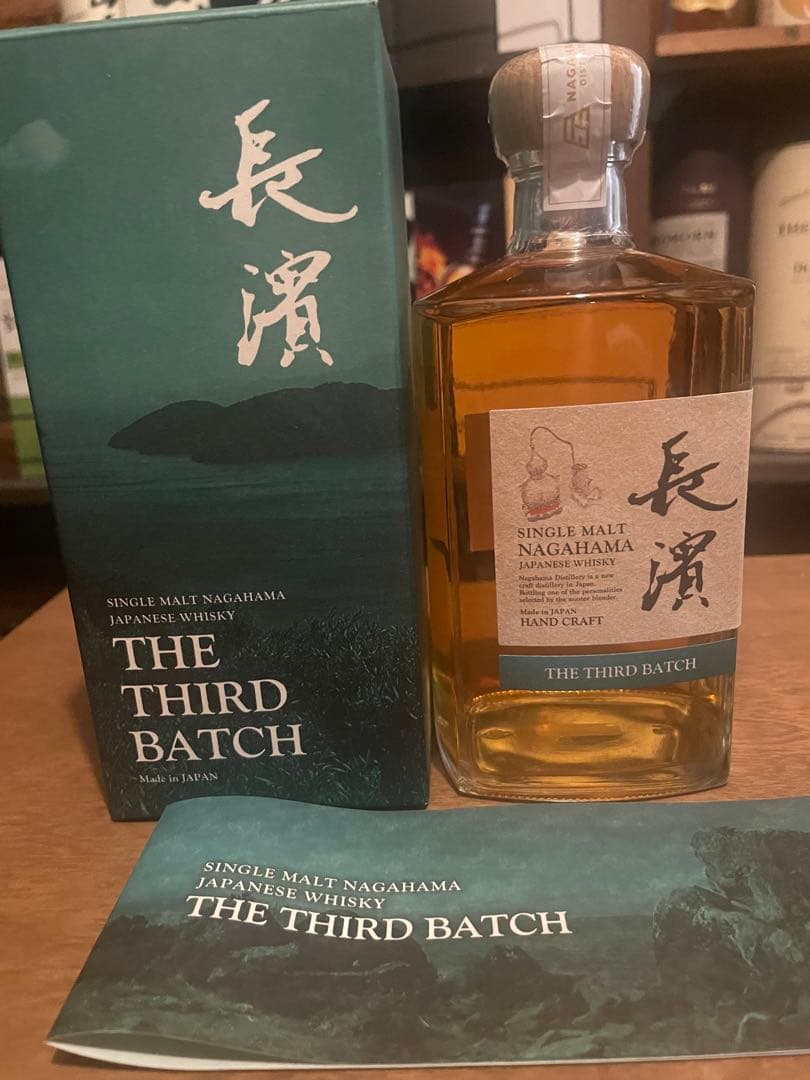 長
濱
SINGLE MALT NAGAHAMA
JAPANESE WHISKY
THE
THIRD
BATCH
Made in JAPAN
長
濱
SINGLE MALT
NAGAHAMA
JAPANESE WHISKY
Nagahama Distillery is a new
craft distillery in Japan.
Bottling one of the personalities
selected by the master blender.
Made in JAPAN
HAND CRAFT
THE THIRD BATCH
SINGLE MALT NAGAHAMA
JAPANESE WHISKY
THE THIRD BATCH